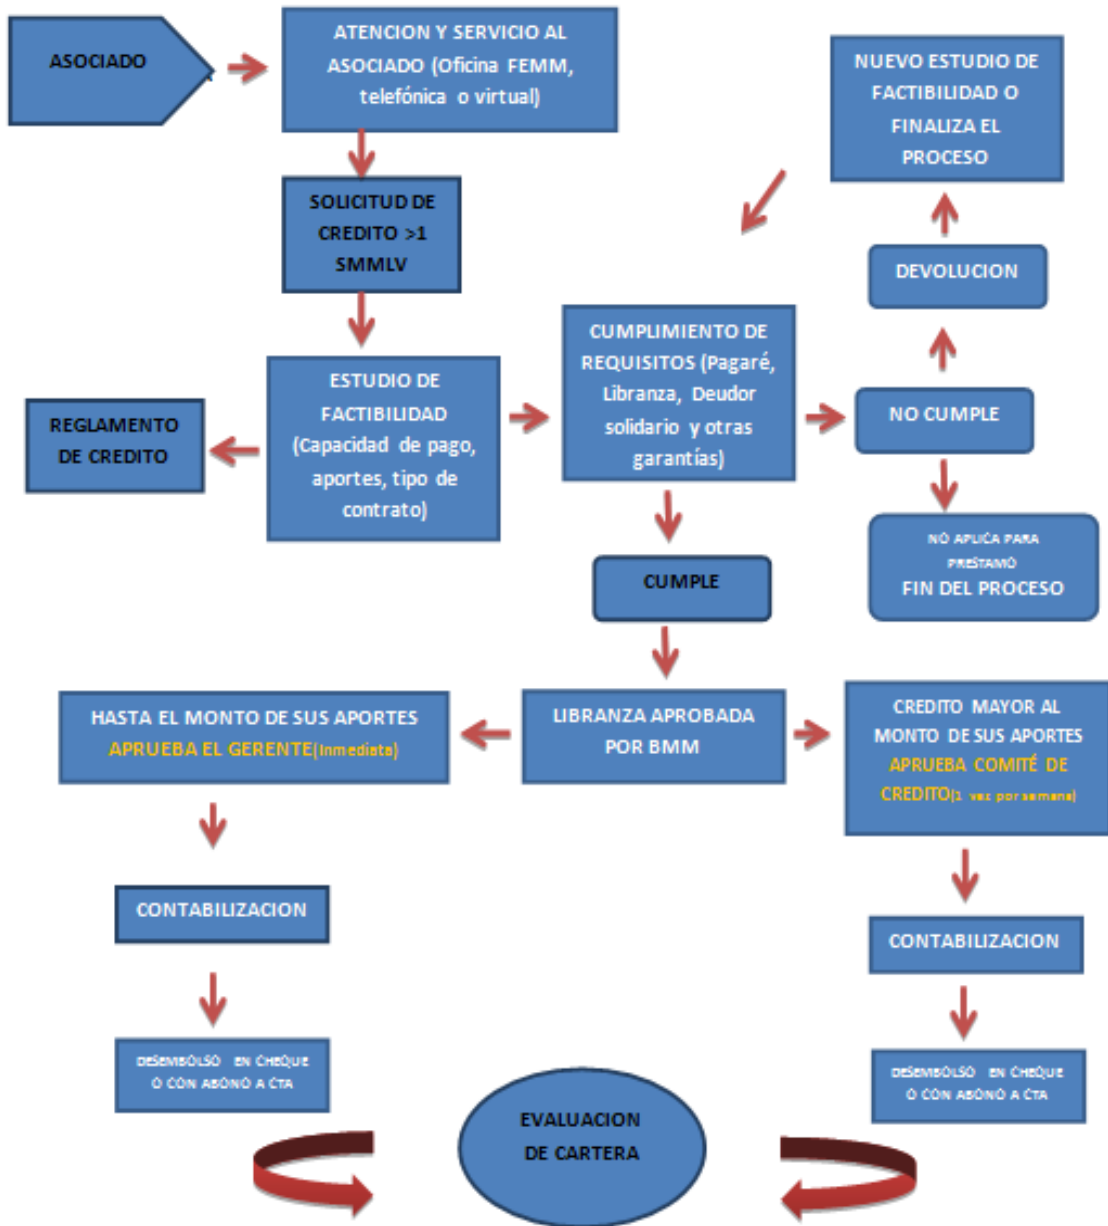 ASOCIADO
ATENCION Y SERVICIO AL
ASOCIADO (Oficina FEMM,
telefónica o virtual)
NUEVO ESTUDIO DE
FACTIBILIDAD O
FINALIZA EL
PROCESO
SOLICITUD DE
CREDITO >1
SMMLV
DEVOLUCION
REGLAMENTO
DE CREDITO
ESTUDIO DE
FACTIBILIDAD
(Capacidad de pago,
aportes, tipo de
contrato)
CUMPLIMIENTO DE
REQUISITOS (Pagaré,
Libranza, Deudor
solidario y otras
garantías)
NO CUMPLE
NO APLICA PARA
PRESTAMO
FIN DEL PROCESO
CUMPLE
HASTA EL MONTO DE SUS APORTES
APRUEBA EL GERENTE(Inmediata)
LIBRANZA APROBADA
POR BMM
CREDITO MAYOR AL
MONTO DE SUS APORTES
APRUEBA COMITÉ DE
CREDITO(1 vez por semana)
CONTABILIZACION
CONTABILIZACION
DESEMBOLSO EN CHEQUE
O CON ABONO A CTA
DESEMBOLSO EN CHEQUE
O CON ABONO A CTA
EVALUACION
DE CARTERA